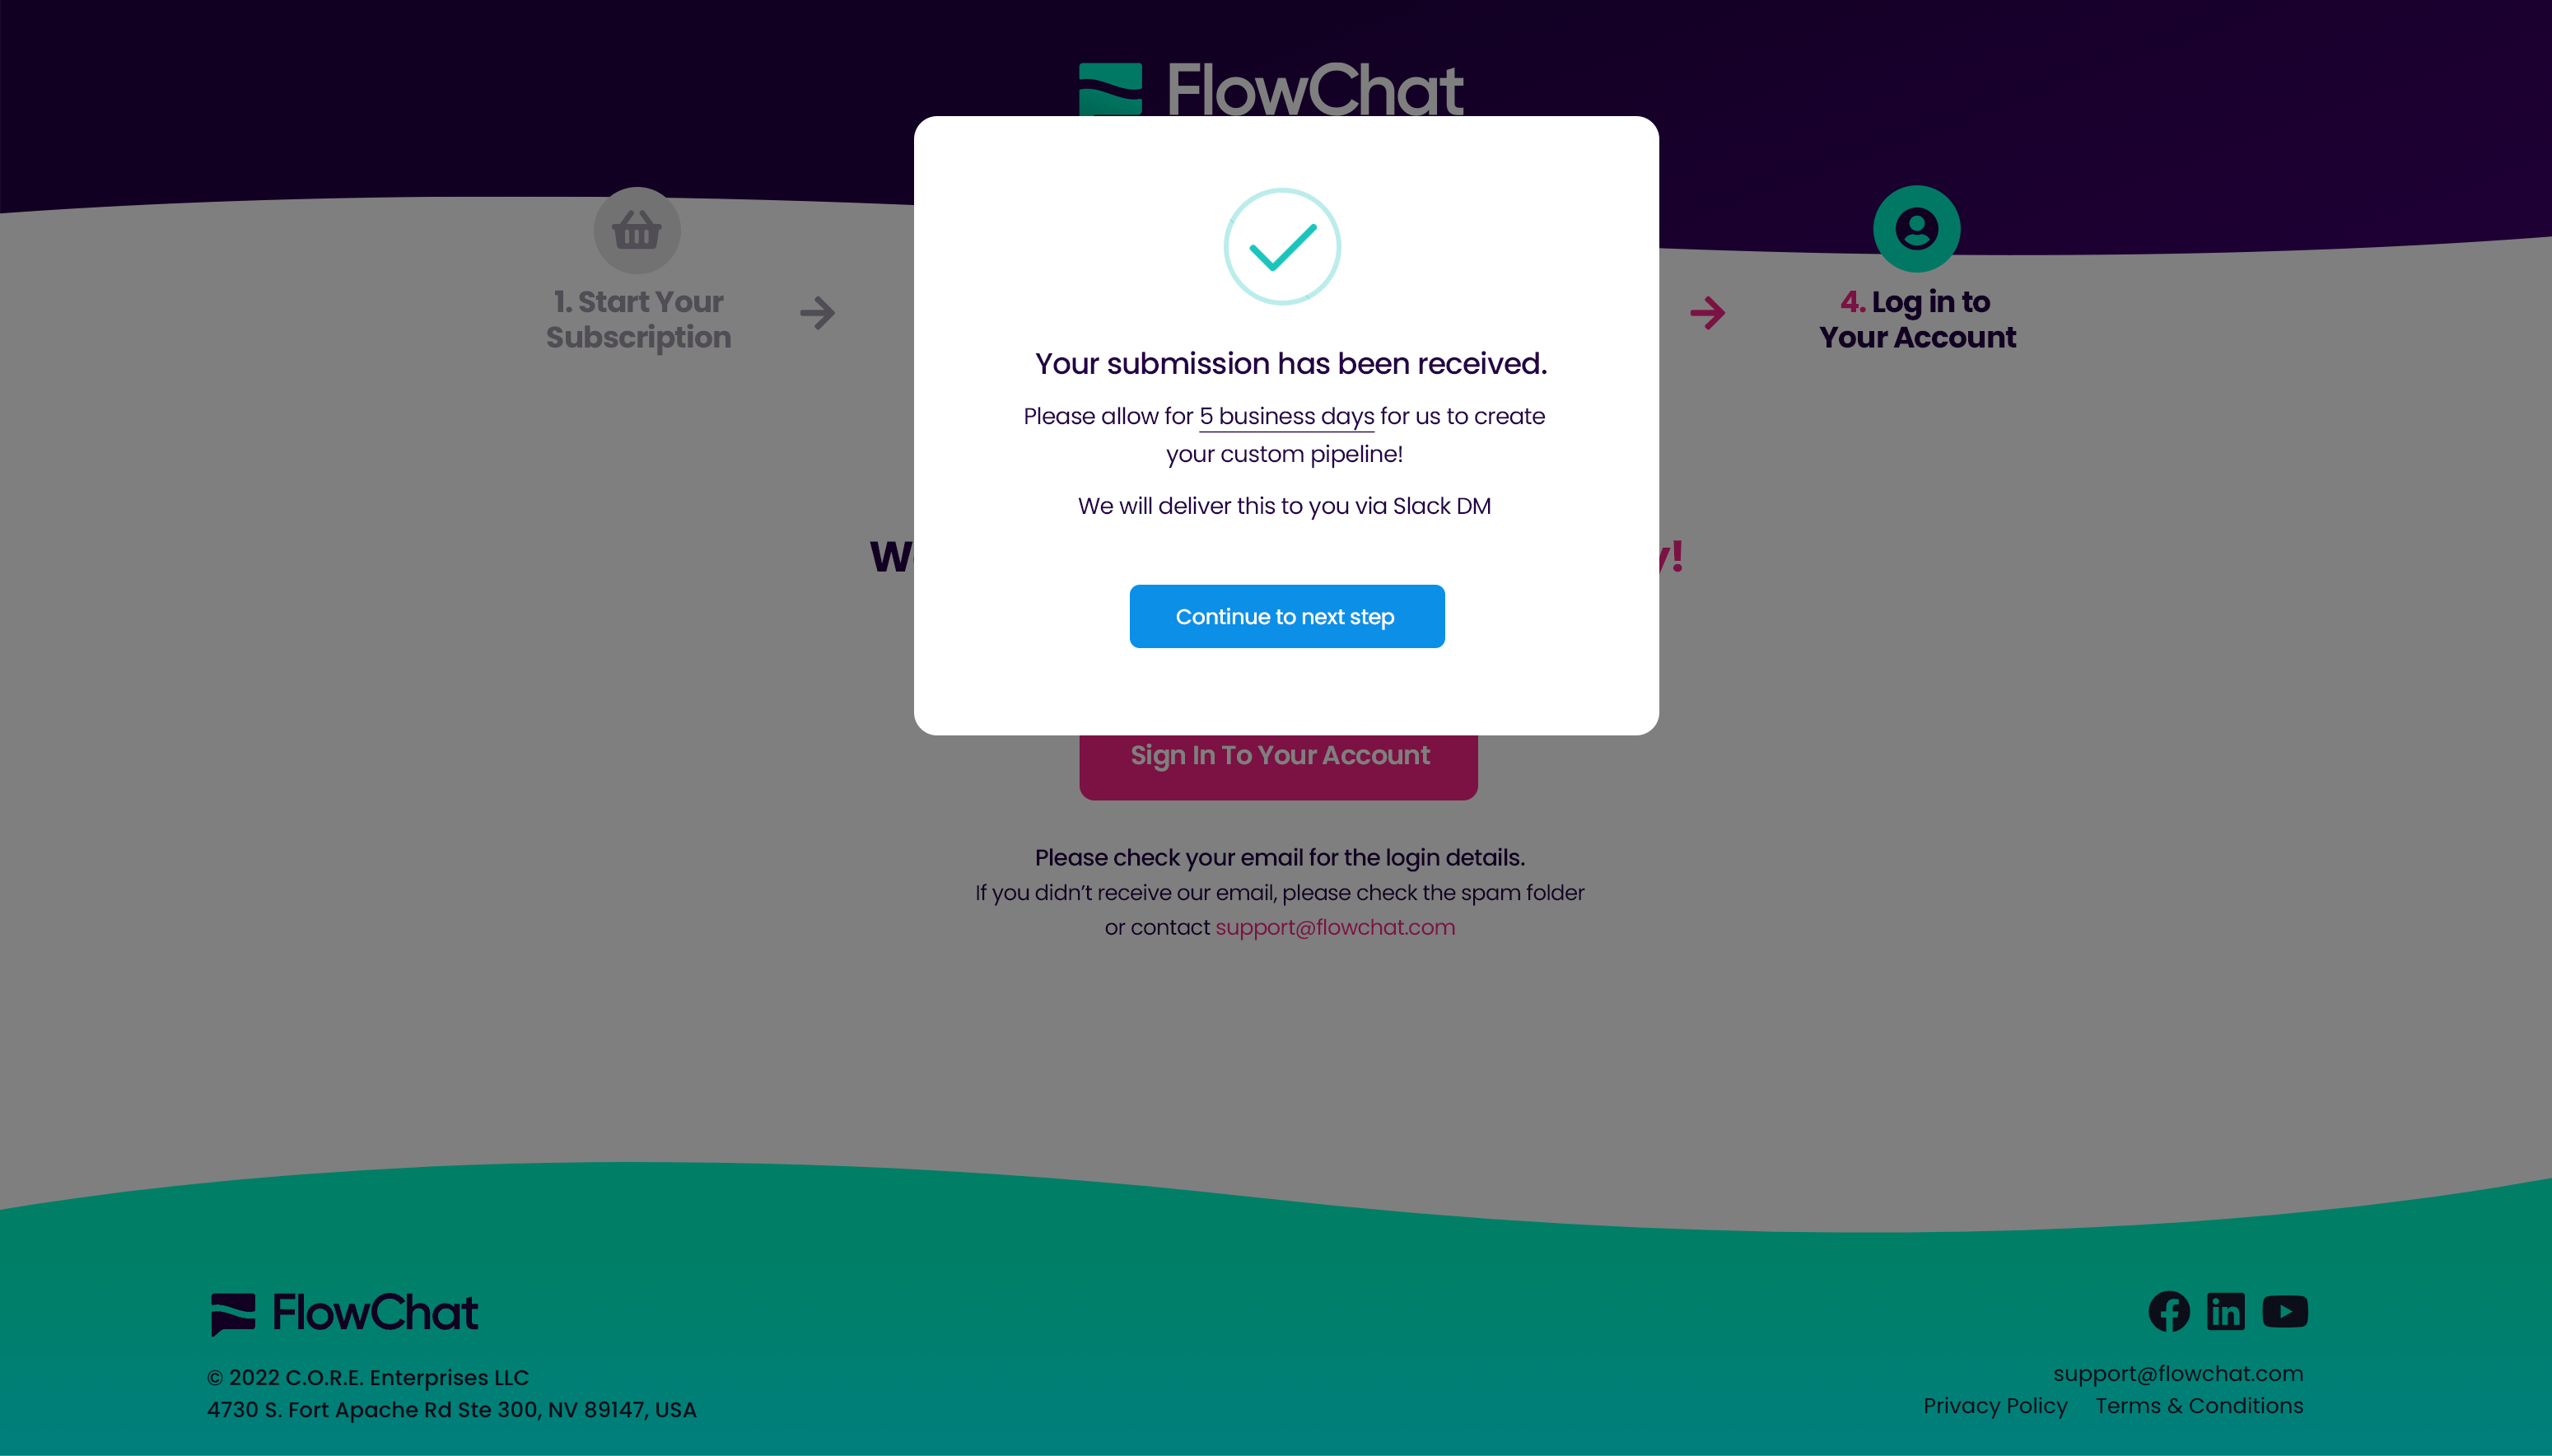 FlowChat
1. Start Your
Subscription
4. Log in to
Your Account
Your submission has been received.
Please allow for 5 business days for us to create
your custom pipeline!
We will deliver this to you via Slack DM
Continue to next step
Sign In To Your Account
Please check your email for the login details.
If you didn’t receive our email, please check the spam folder
or contact support@flowchat.com
FlowChat
© 2022 C.O.R.E. Enterprises LLC
4730 S. Fort Apache Rd Ste 300, NV 89147, USA
support@flowchat.com
Privacy Policy Terms & Conditions